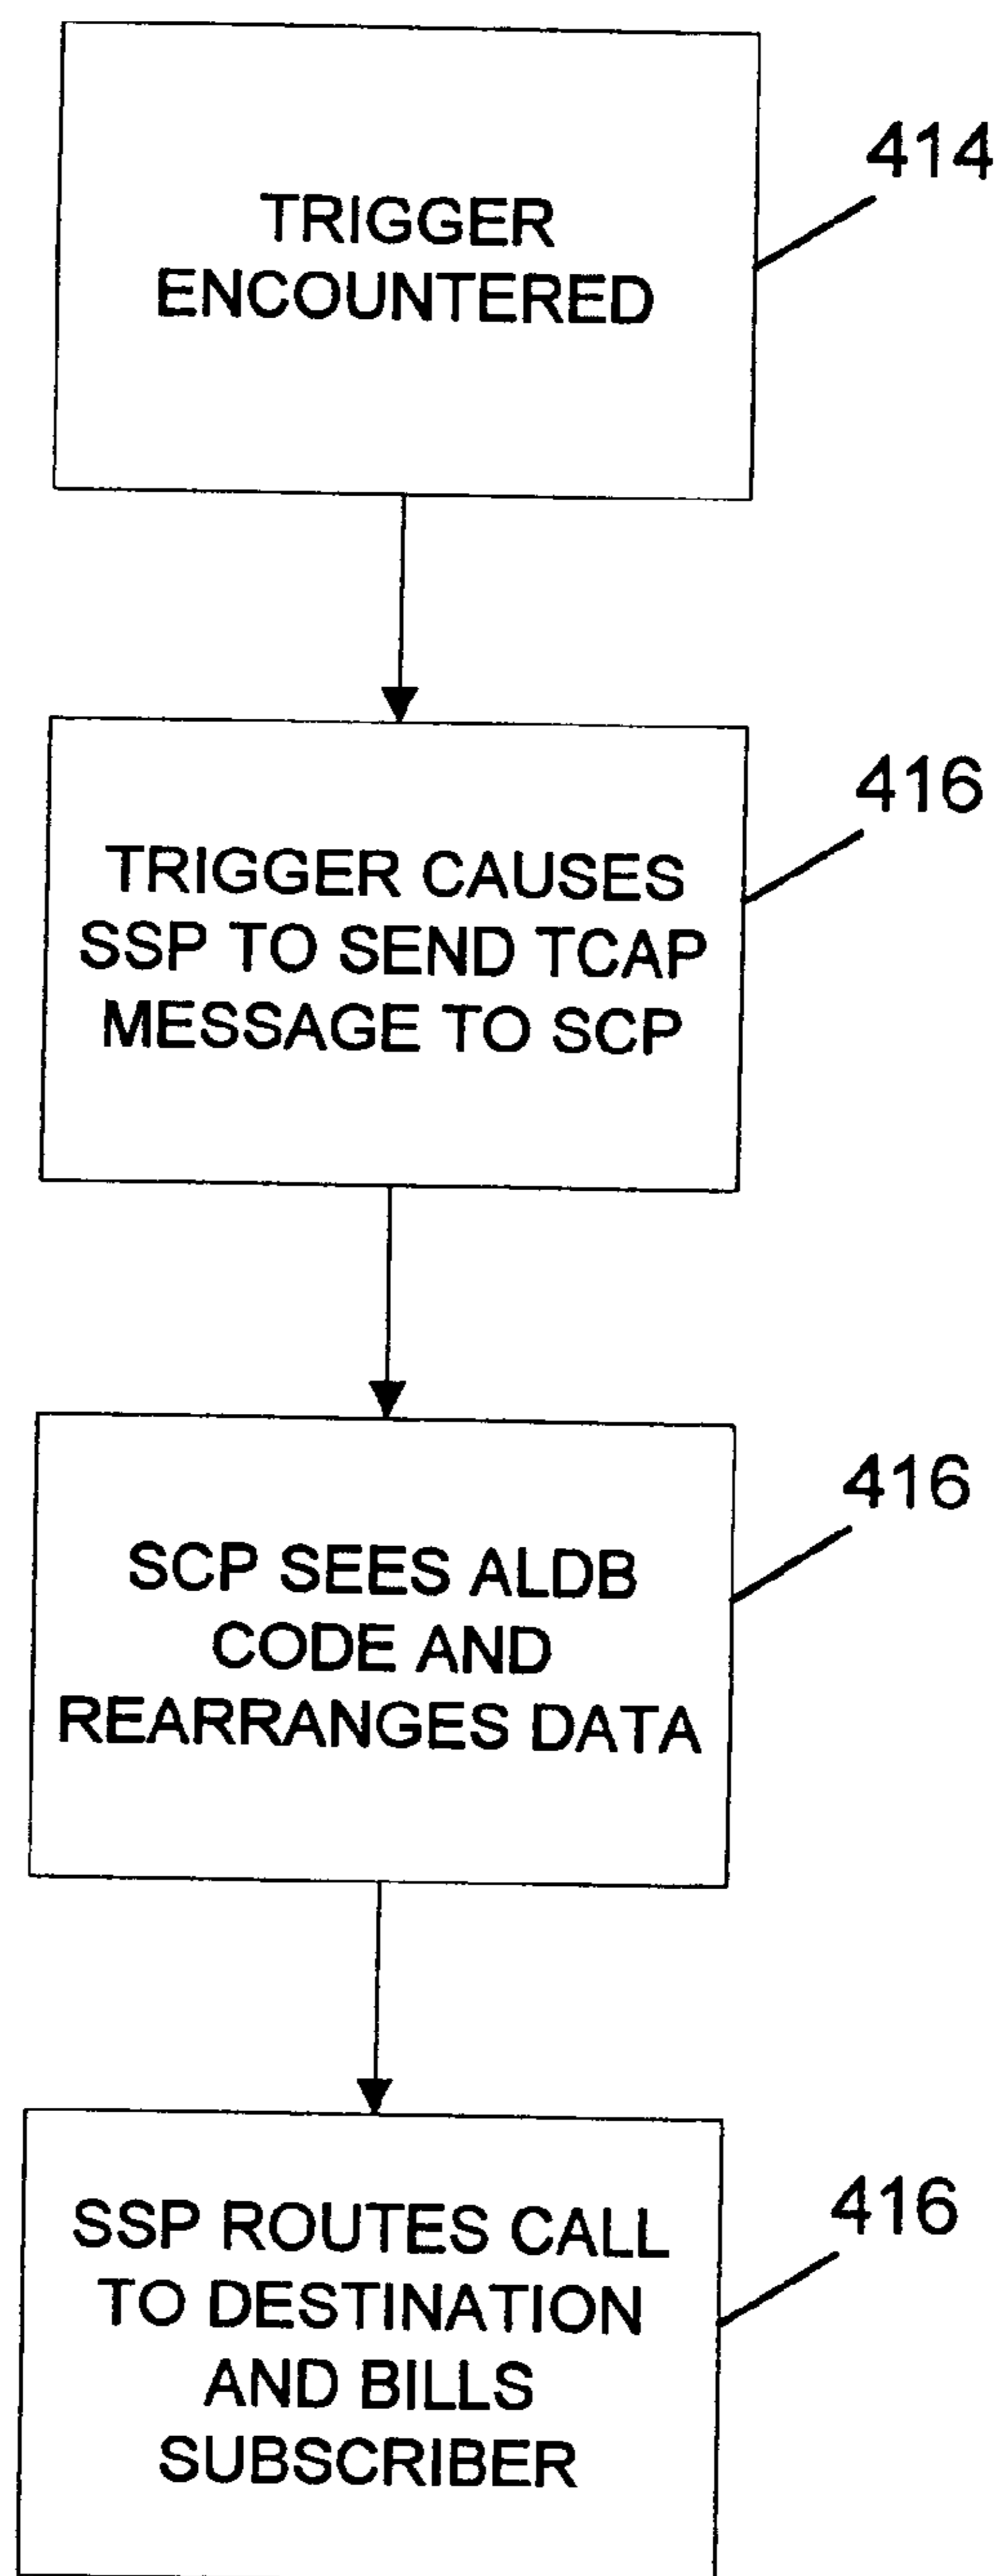 TRIGGER
ENCOUNTERED
414
TRIGGER CAUSES
SSP TO SEND TCAP
MESSAGE TO SCP
416
SCP SEES ALDB
CODE AND
REARRANGES DATA
416
SSP ROUTES CALL
TO DESTINATION
AND BILLS
SUBSCRIBER
416